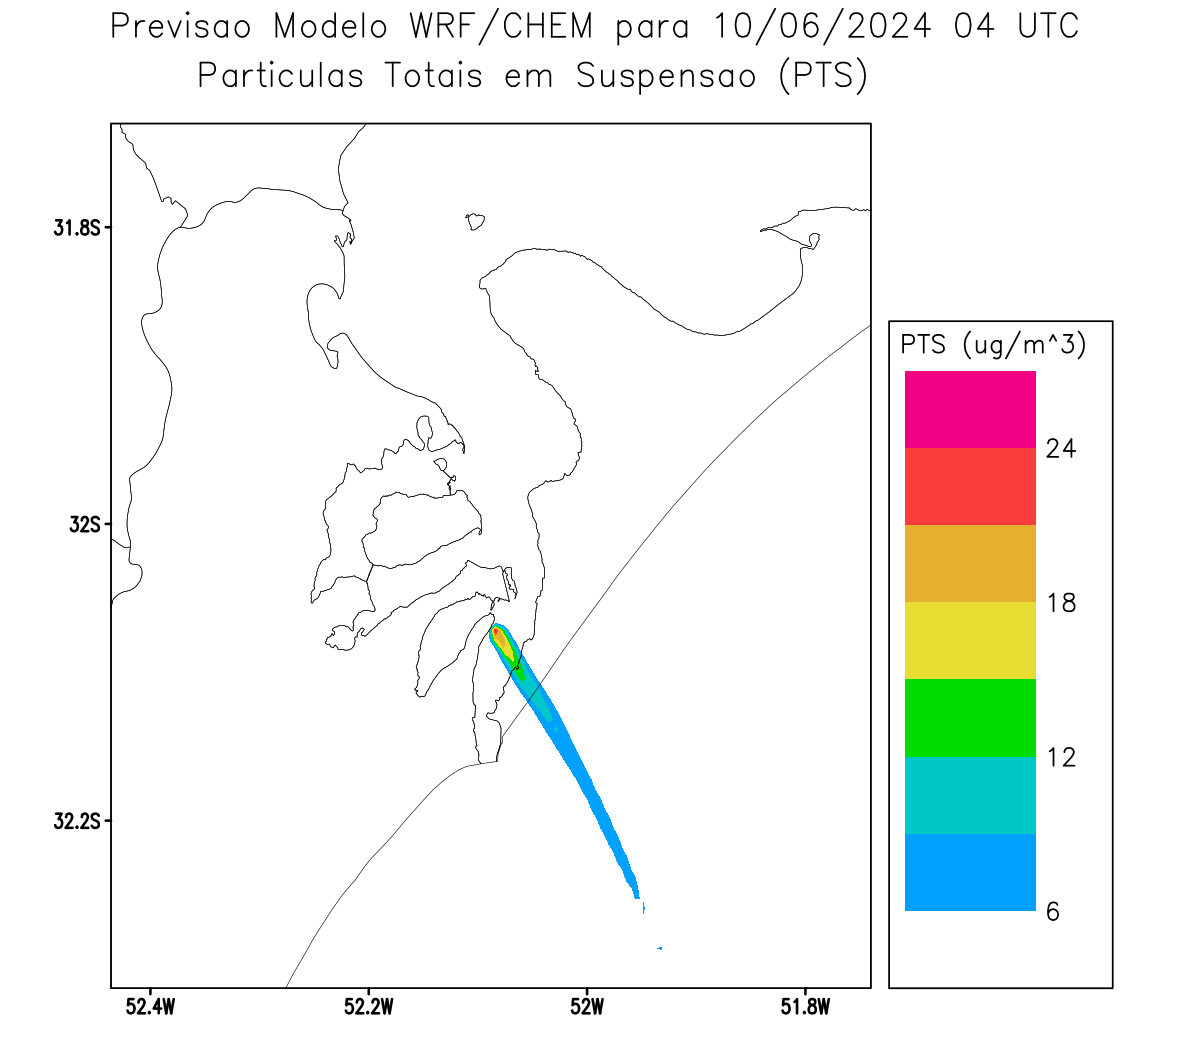 Previsao Modelo WRF/CHEM para 10/06/2024 04 UTC
Particulas Totais em Suspensao (PTS)
31.8S
32S
32.2S
52.4W
52.2W
52W
51.8W
PTS (ug/m^3)
24
18
12
6